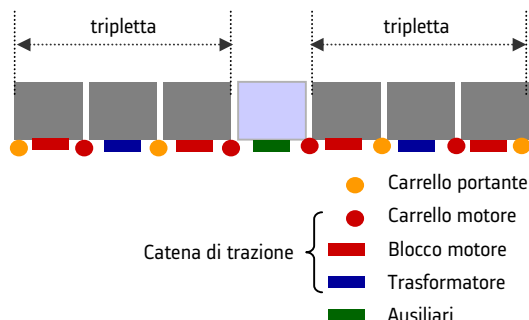 tripletta tripletta
Carrello portante
Carrello motore
Catena di trazione
Blocco motore
Trasformatore
Ausiliari